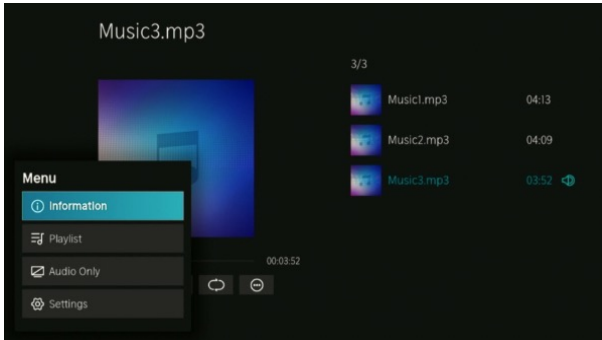 Music3.mp3
3/3
Music1.mp3 04:13
Music2.mp3 04:09
Music3.mp3 03:52
Menu
Information
Playlist
Audio Only
Settings
00:03:52